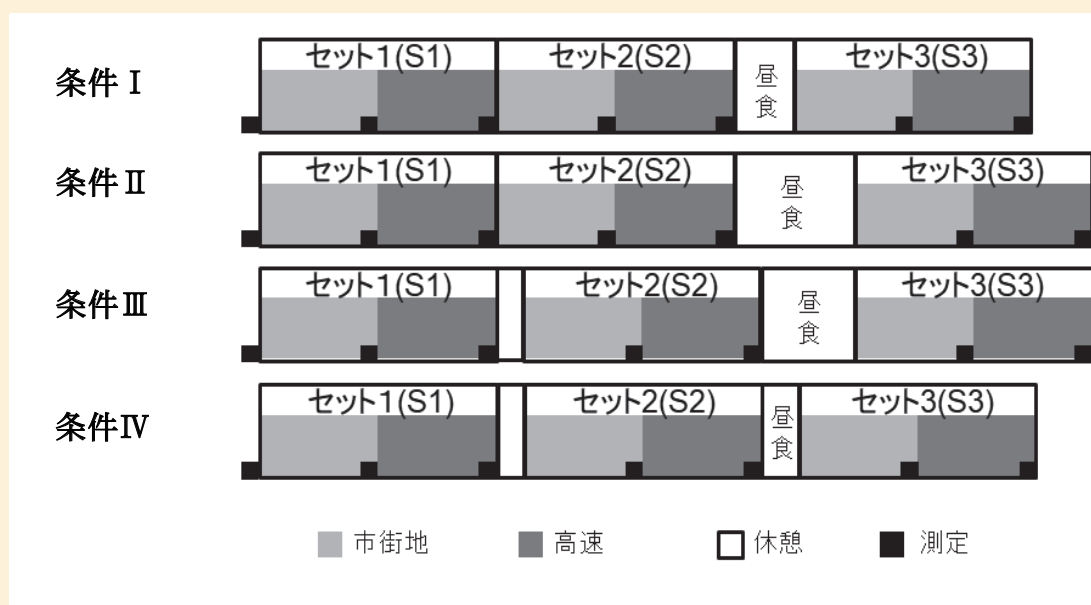 条件Ⅰ
セット1(S1) セット2(S2) 昼食 セット3(S3)
条件Ⅱ
セット1(S1) セット2(S2) 昼食 セット3(S3)
条件Ⅲ
セット1(S1) セット2(S2) 昼食 セット3(S3)
条件Ⅳ
セット1(S1) セット2(S2) 昼食 セット3(S3)
市街地 高速 休憩 測定